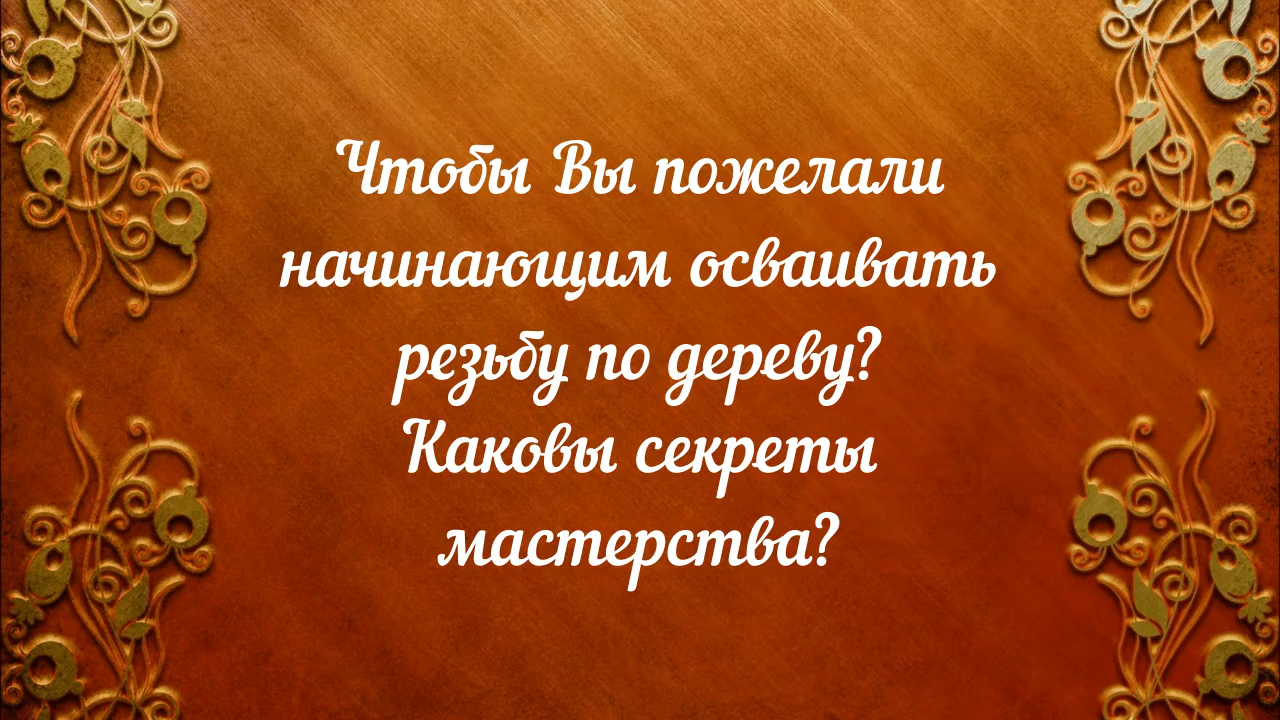 Чтобы Вы пожелали
начинающим осваивать
резьбу по дереву?
Каковы секреты
мастерства?